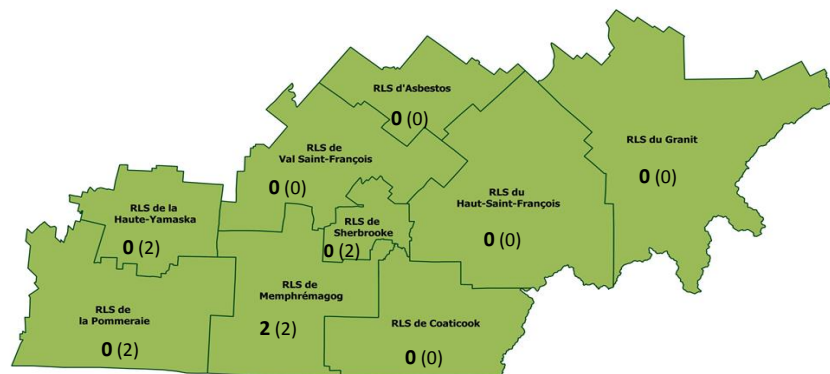 RLS d'Asbestos
0 (0)
RLS de
Val Saint-François
0 (0)
RLS du Granit
0 (0)
RLS du
Haut-Saint-François
0 (0)
RLS de la
Haute-Yamaska
0 (2)
RLS de
Sherbrooke
0 (2)
RLS de
Memphrémagog
2 (2)
RLS de
la Pommeraie
0 (2)
RLS de Coaticook
0 (0)